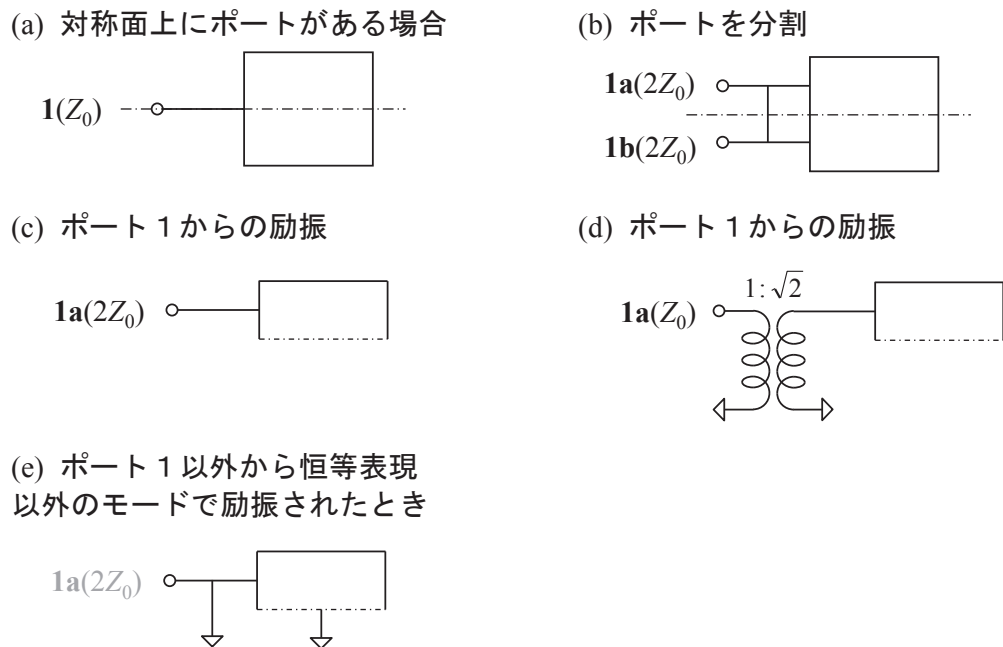 (a) 対称面上にポートがある場合
1(Z₀)
(b) ポートを分割
1a(2Z₀)
1b(2Z₀)
(c) ポート１からの励振
1a(2Z₀)
(d) ポート１からの励振
1:√2
1a(Z₀)
(e) ポート１以外から恒等表現
以外のモードで励振されたとき
1a(2Z₀)